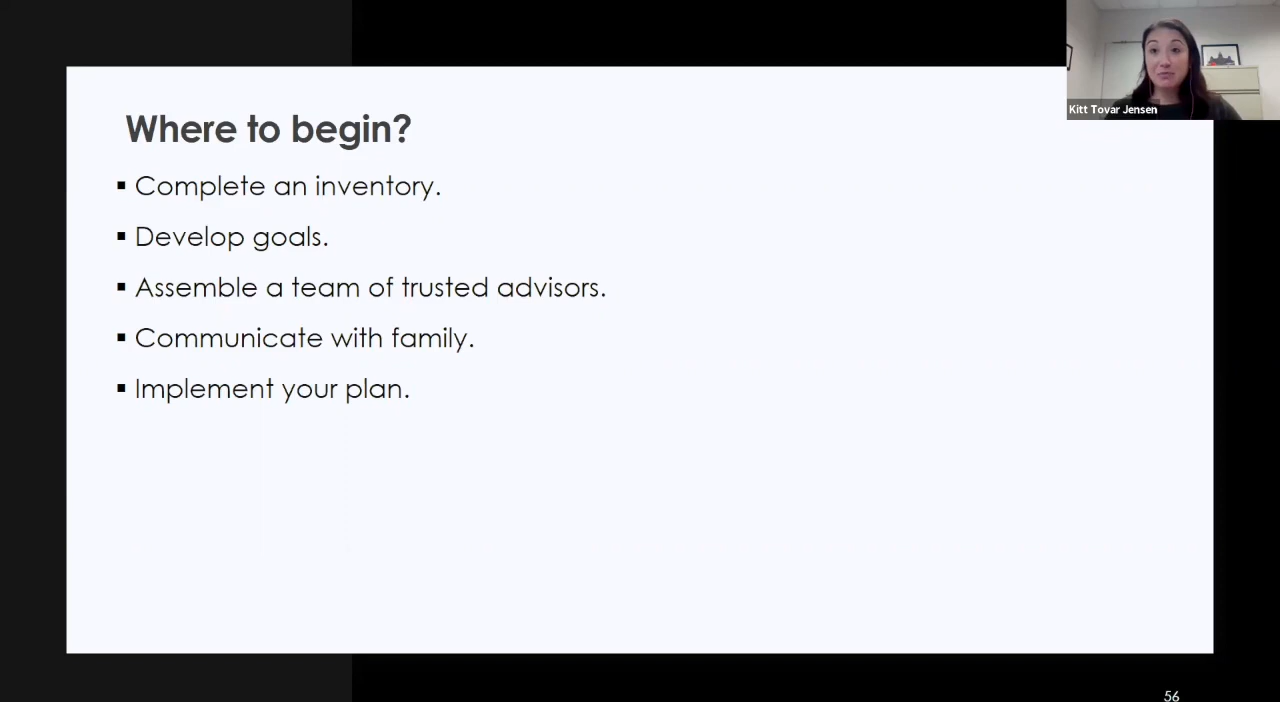 Where to begin?
▪ Complete an inventory.
▪ Develop goals.
▪ Assemble a team of trusted advisors.
▪ Communicate with family.
▪ Implement your plan.
Kitt Tovar Jensen
56